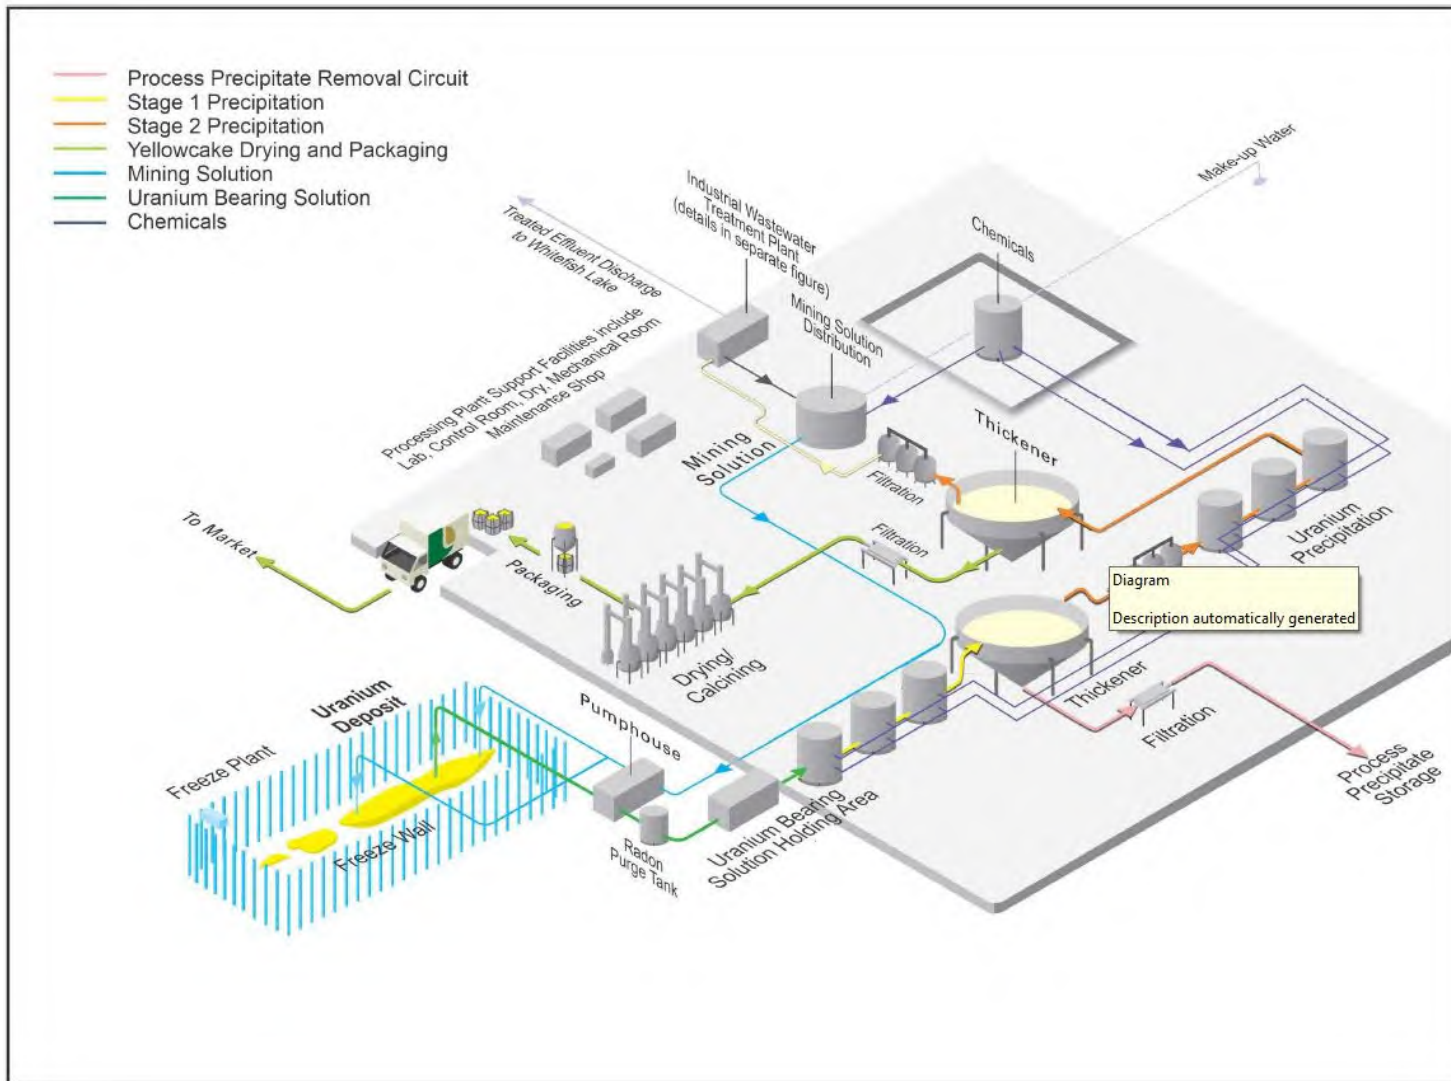 Process Precipitate Removal Circuit
Stage 1 Precipitation
Stage 2 Precipitation
Yellowcake Drying and Packaging
Mining Solution
Uranium Bearing Solution
Chemicals
Make-up Water
Industrial Wastewater
Treatment Plant
(details in separate figure)
Chemicals
Treated Effluent Discharge
to Whitefish Lake
Mining Solution
Distribution
Processing Plant Support Facilities include
Lab, Control Room, Dry, Mechanical Room
Maintenance Shop
Thickener
Mining
Solution
Filtration
Uranium
Precipitation
To Market
Filtration
Packaging
Diagram
Description automatically generated
Drying/
Calcining
Thickener
Filtration
Uranium
Deposit
Pumphouse
Process
Precipitate
Storage
Freeze Plant
Freeze Wall
Uranium Bearing
Solution Holding Area
Radon
Purge Tank